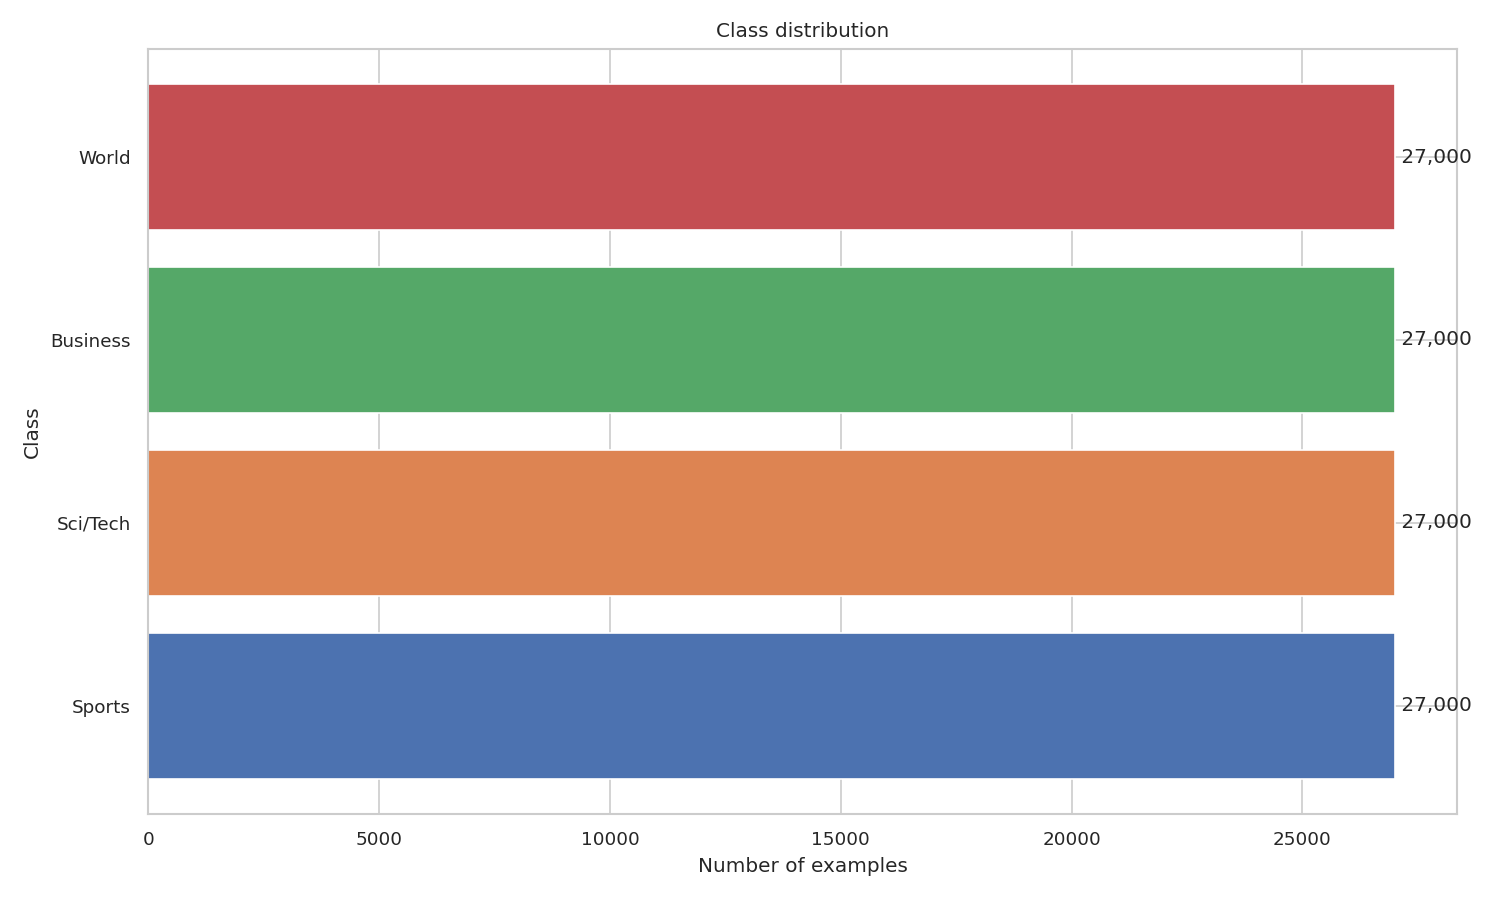 Class distribution
World
27,000
Business
27,000
Class
Sci/Tech
27,000
Sports
27,000
0 5000 10000 15000 20000 25000
Number of examples